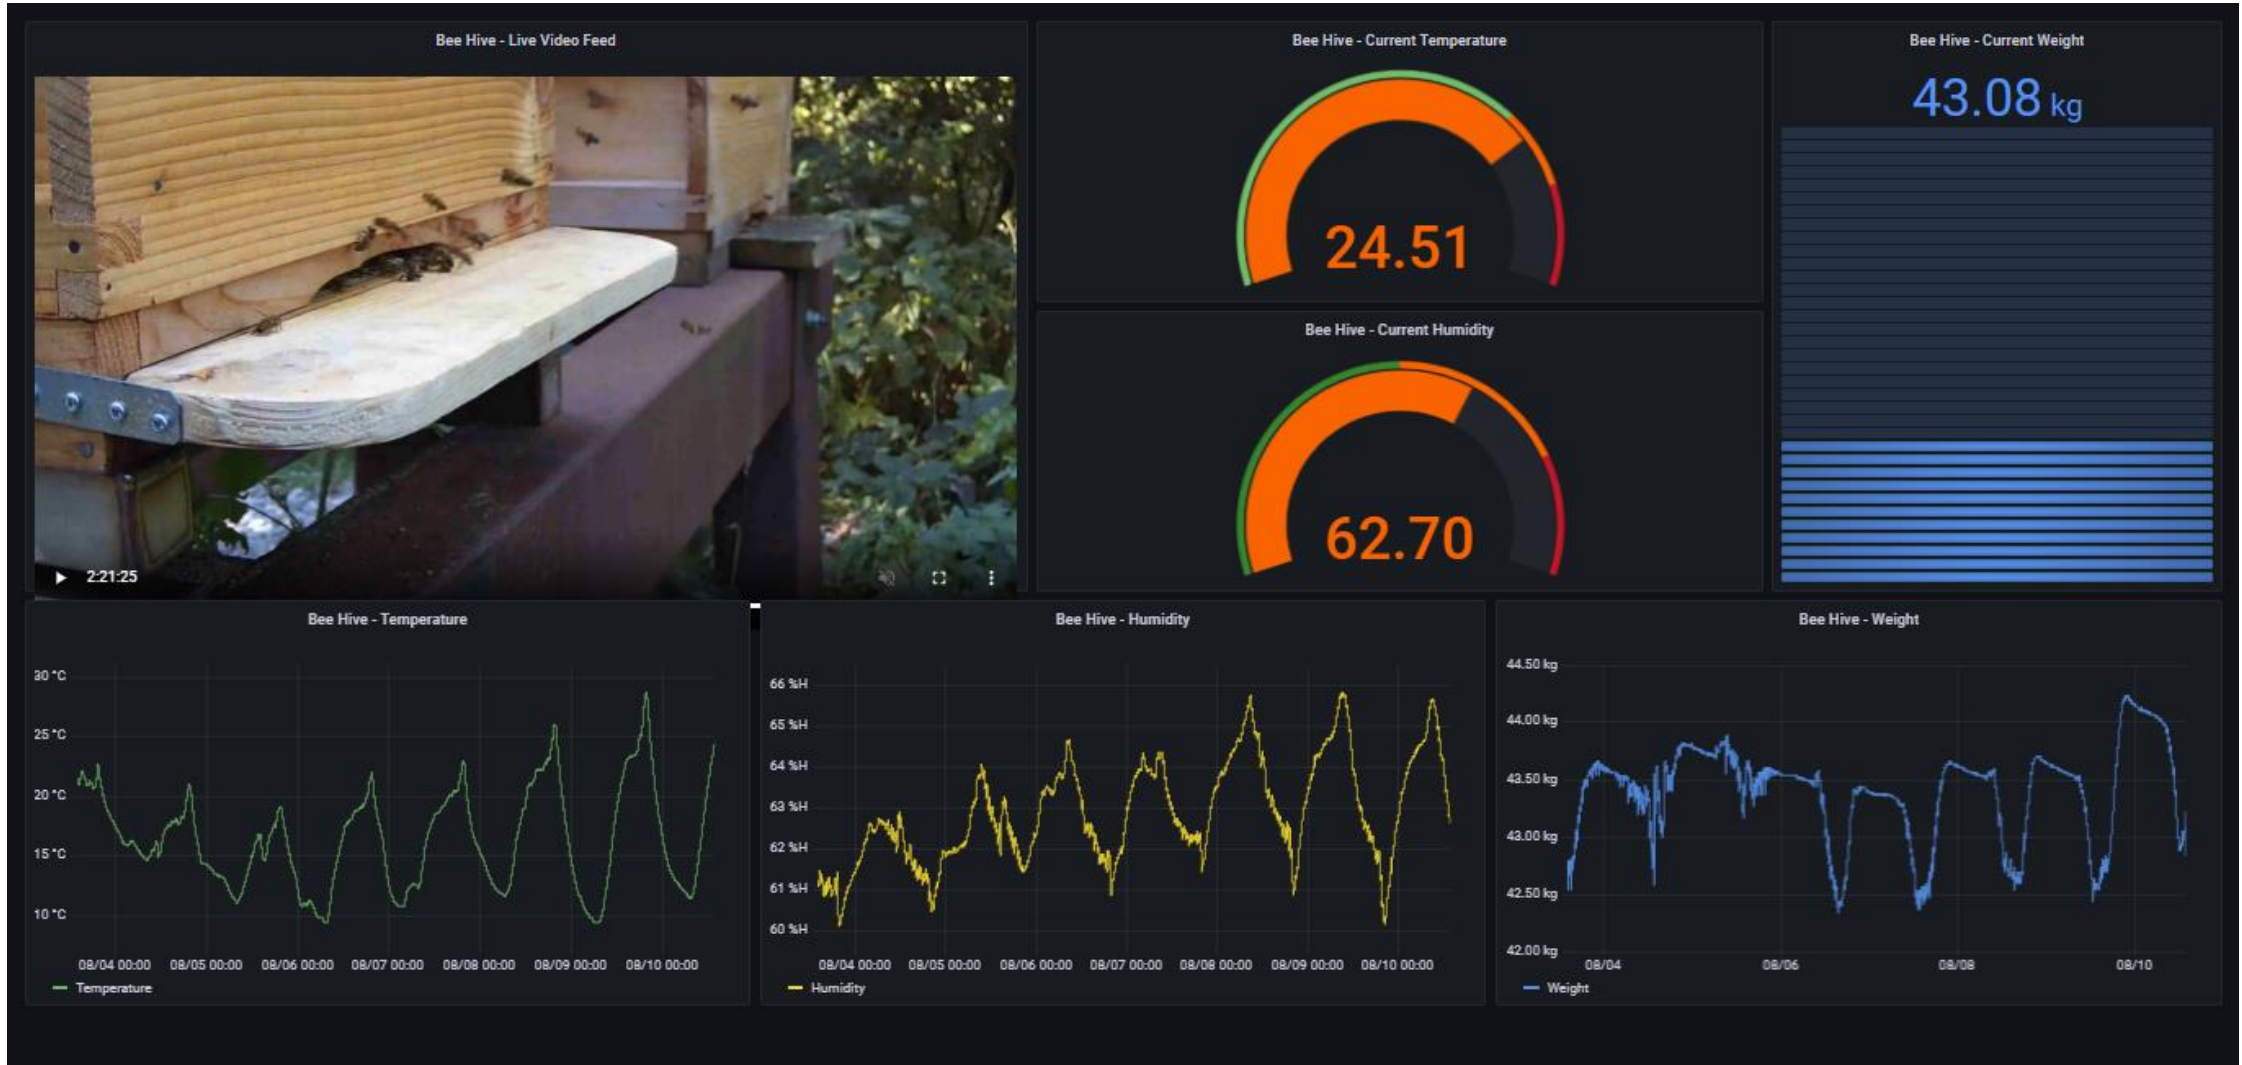 Bee Hive - Live Video Feed
2:21:25
Bee Hive - Current Temperature
24.51
Bee Hive - Current Humidity
62.70
Bee Hive - Current Weight
43.08 kg
Bee Hive - Temperature
30 °C
25 °C
20 °C
15 °C
10 °C
08/04 00:00 08/05 00:00 08/06 00:00 08/07 00:00 08/08 00:00 08/09 00:00 08/10 00:00
Temperature
Bee Hive - Humidity
66 %H
65 %H
64 %H
63 %H
62 %H
61 %H
60 %H
08/04 00:00 08/05 00:00 08/06 00:00 08/07 00:00 08/08 00:00 08/09 00:00 08/10 00:00
Humidity
Bee Hive - Weight
44.50 kg
44.00 kg
43.50 kg
43.00 kg
42.50 kg
42.00 kg
08/04 08/06 08/08 08/10
Weight